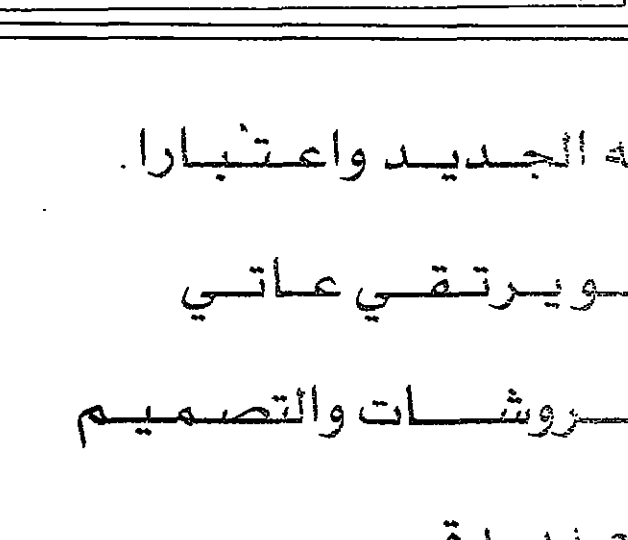 الجديد واعتبارا.
ويرتقي عاتي
روشات والتصميم